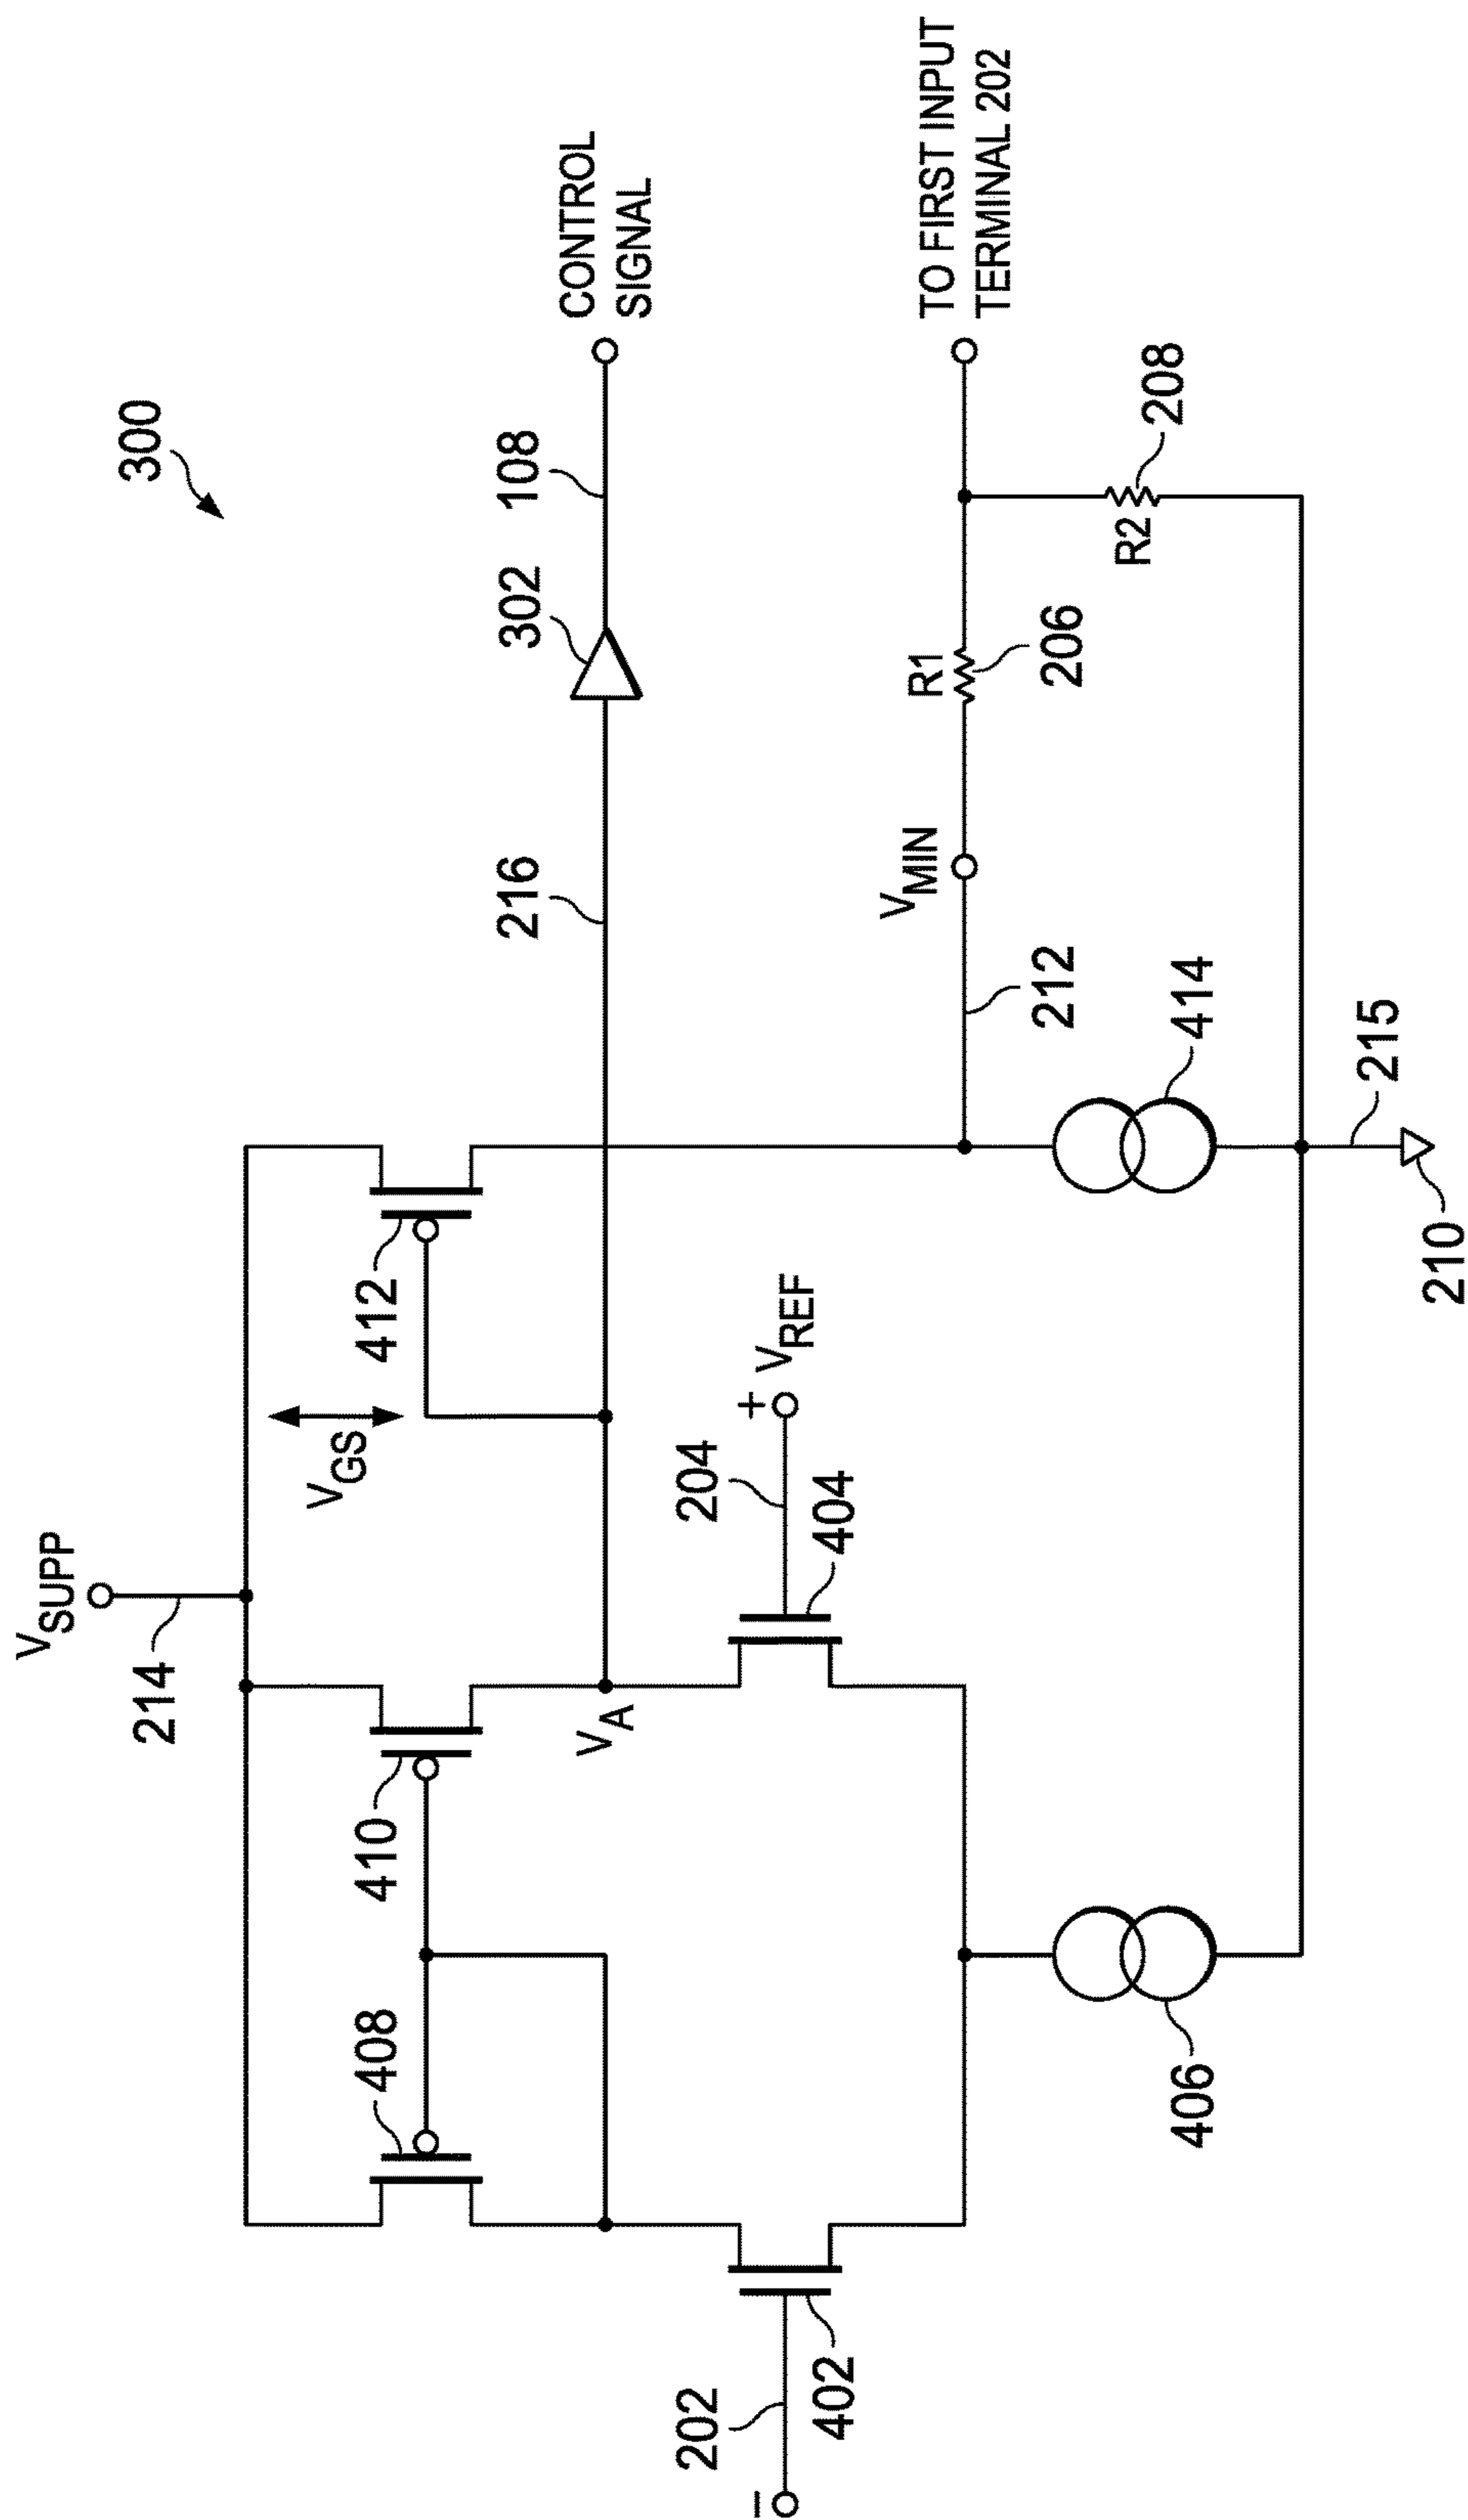 300
V_SUPP
214
V_GS
408
410
412
V_A
216
302
108
CONTROL
SIGNAL
202
402
−
204
404
+
V_REF
V_MIN
R1
206
212
TO FIRST INPUT
TERMINAL 202
R2
208
406
414
215
210